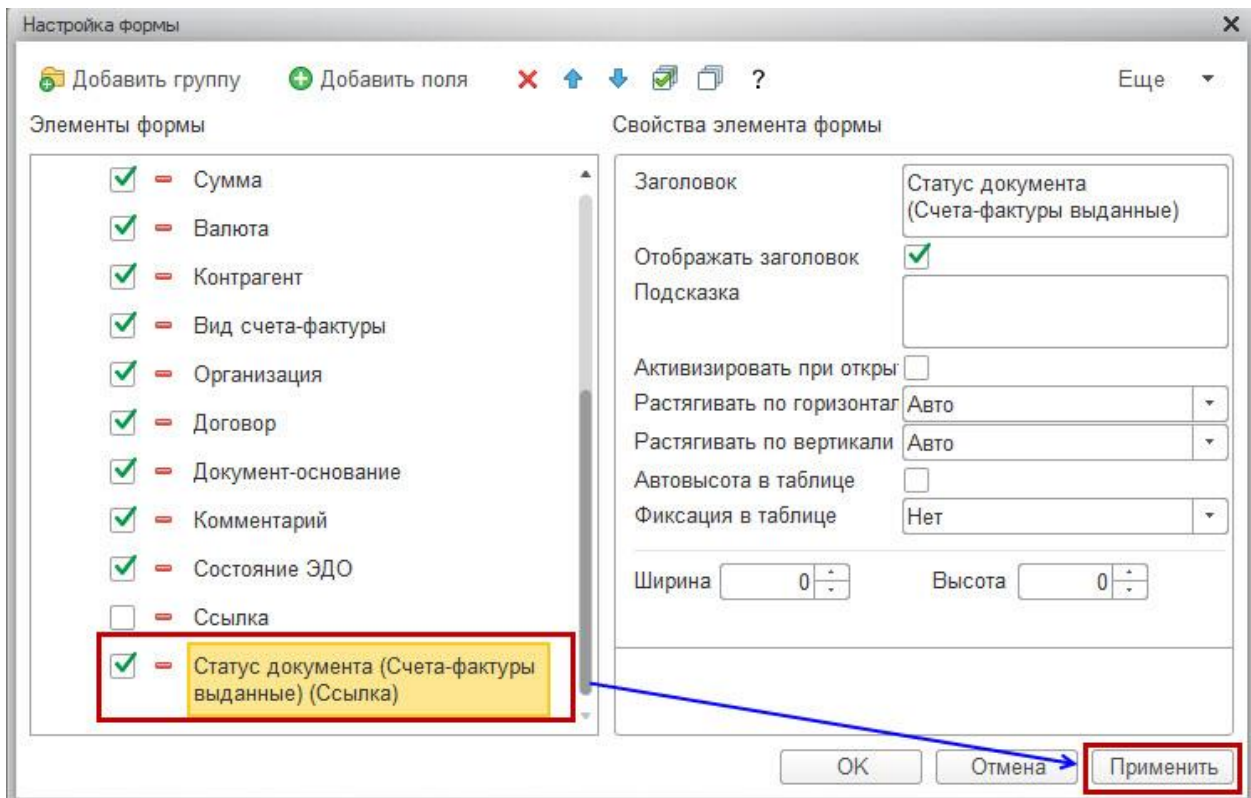 Настройка формы
Добавить группу Добавить поля ? Еще
Элементы формы
Сумма
Валюта
Контрагент
Вид счета-фактуры
Организация
Договор
Документ-основание
Комментарий
Состояние ЭДО
Ссылка
Статус документа (Счета-фактуры
выданные) (Ссылка)
Свойства элемента формы
Заголовок
Статус документа
(Счета-фактуры выданные)
Отображать заголовок
Подсказка
Активизировать при откры
Растягивать по горизонтал Авто
Растягивать по вертикали Авто
Автовысота в таблице
Фиксация в таблице Нет
Ширина 0 Высота 0
OK Отмена Применить